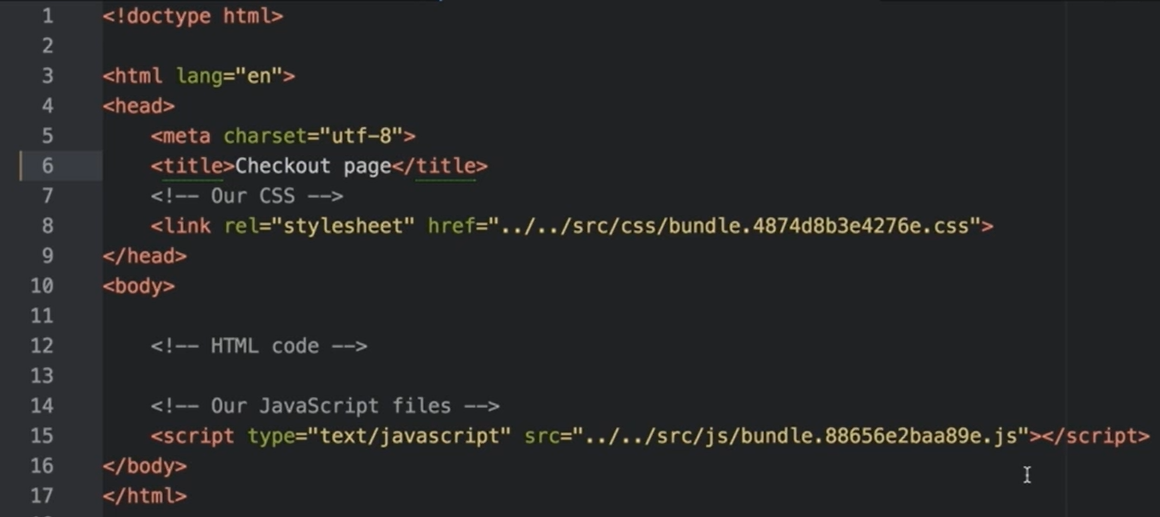 1 <!doctype html>
2
3 <html lang="en">
4 <head>
5 <meta charset="utf-8">
6 <title>Checkout page</title>
7 <!-- Our CSS -->
8 <link rel="stylesheet" href="../../src/css/bundle.4874d8b3e4276e.css">
9 </head>
10 <body>
11
12 <!-- HTML code -->
13
14 <!-- Our JavaScript files -->
15 <script type="text/javascript" src="../../src/js/bundle.88656e2baa89e.js"></script>
16 </body>
17 </html>